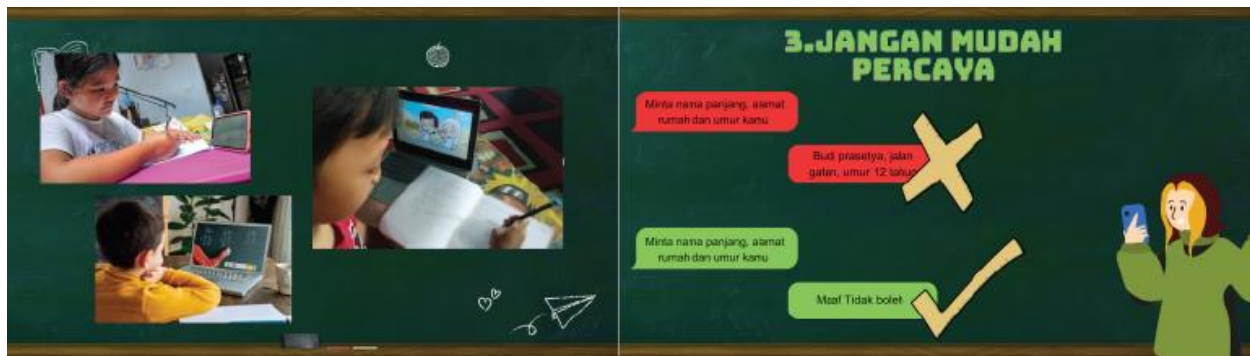 3.JANGAN MUDAH
PERCAYA
Minta nama panjang, alamat
rumah dan umur kamu
Budi prasetya, jalan
gatan, umur 12 tahun
Minta nama panjang, alamat
rumah dan umur kamu
Maaf Tidak boleh